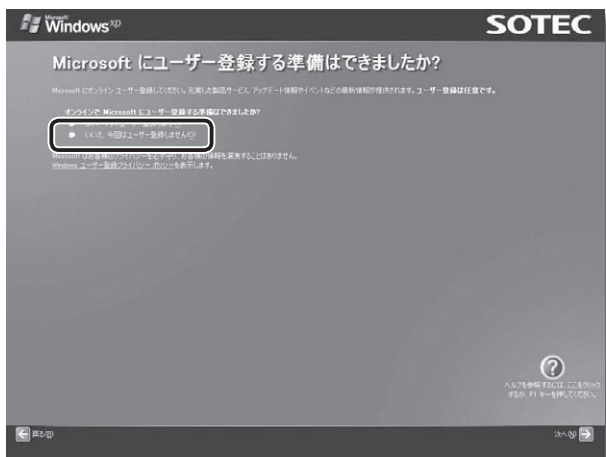 Microsoft
Windows xp
SOTEC
Microsoft にユーザー登録する準備はできましたか?
Microsoft にオンライン ユーザー登録してください。充実した製品サービス、アップデート情報やイベントなどの最新情報が提供されます。ユーザー登録は任意です。
オンラインで Microsoft にユーザー登録する準備はできましたか?
いいえ、今回はユーザー登録しません(O)
Microsoft はお客様のプライバシーを必ず守り、お客様の情報を漏洩することはありません。
Windows ユーザー登録プライバシー ポリシーを表示します。
ヘルプを参照するには、ここをクリック
するか、F1 キーを押してください。
戻る(B)
次へ(N)